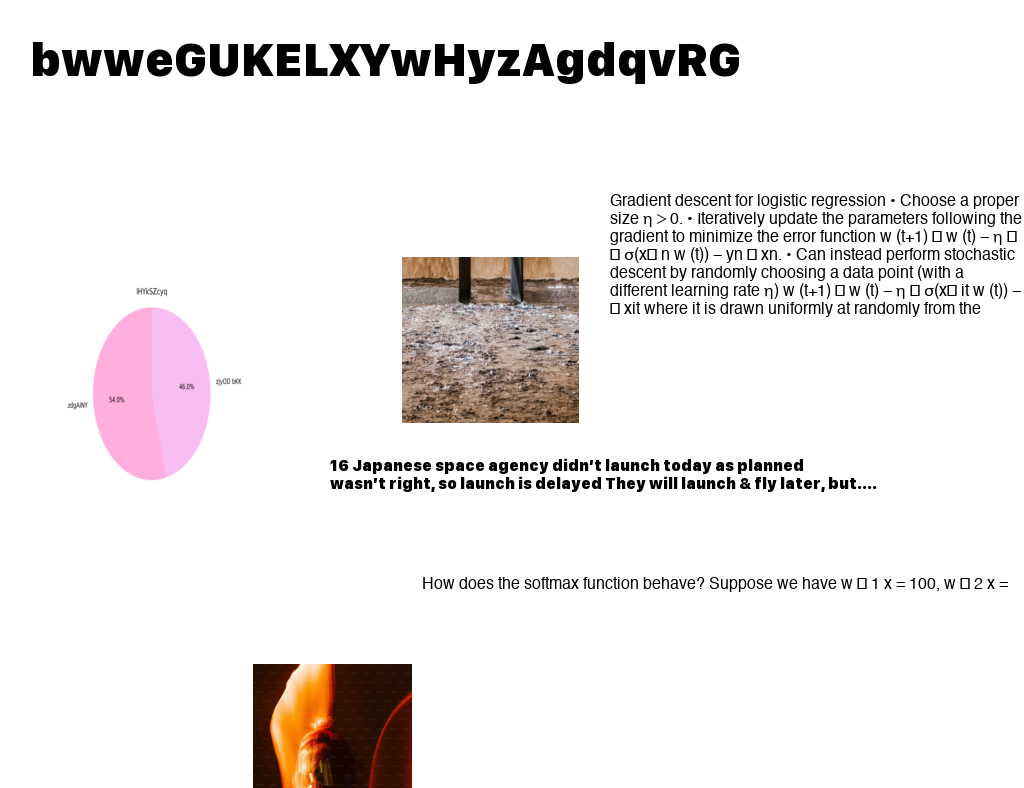 bwweGUKELXYwHyzAgdqvRG
Gradient descent for logistic regression • Choose a proper
size η > 0. • Iteratively update the parameters following the
gradient to minimize the error function w (t+1) □ w (t) – η □
□ σ(x□ n w (t)) – yn □ xn. • Can instead perform stochastic
descent by randomly choosing a data point (with a
different learning rate η) w (t+1) □ w (t) – η □ σ(x□ it w (t)) –
□ xit where it is drawn uniformly at randomly from the
lHYkSZcyq
zjyOD bKK
46.0%
54.0%
zdgAlNY
16 Japanese space agency didn’t launch today as planned
wasn’t right, so launch is delayed They will launch & fly later, but....
How does the softmax function behave? Suppose we have w □ 1 x = 100, w □ 2 x =